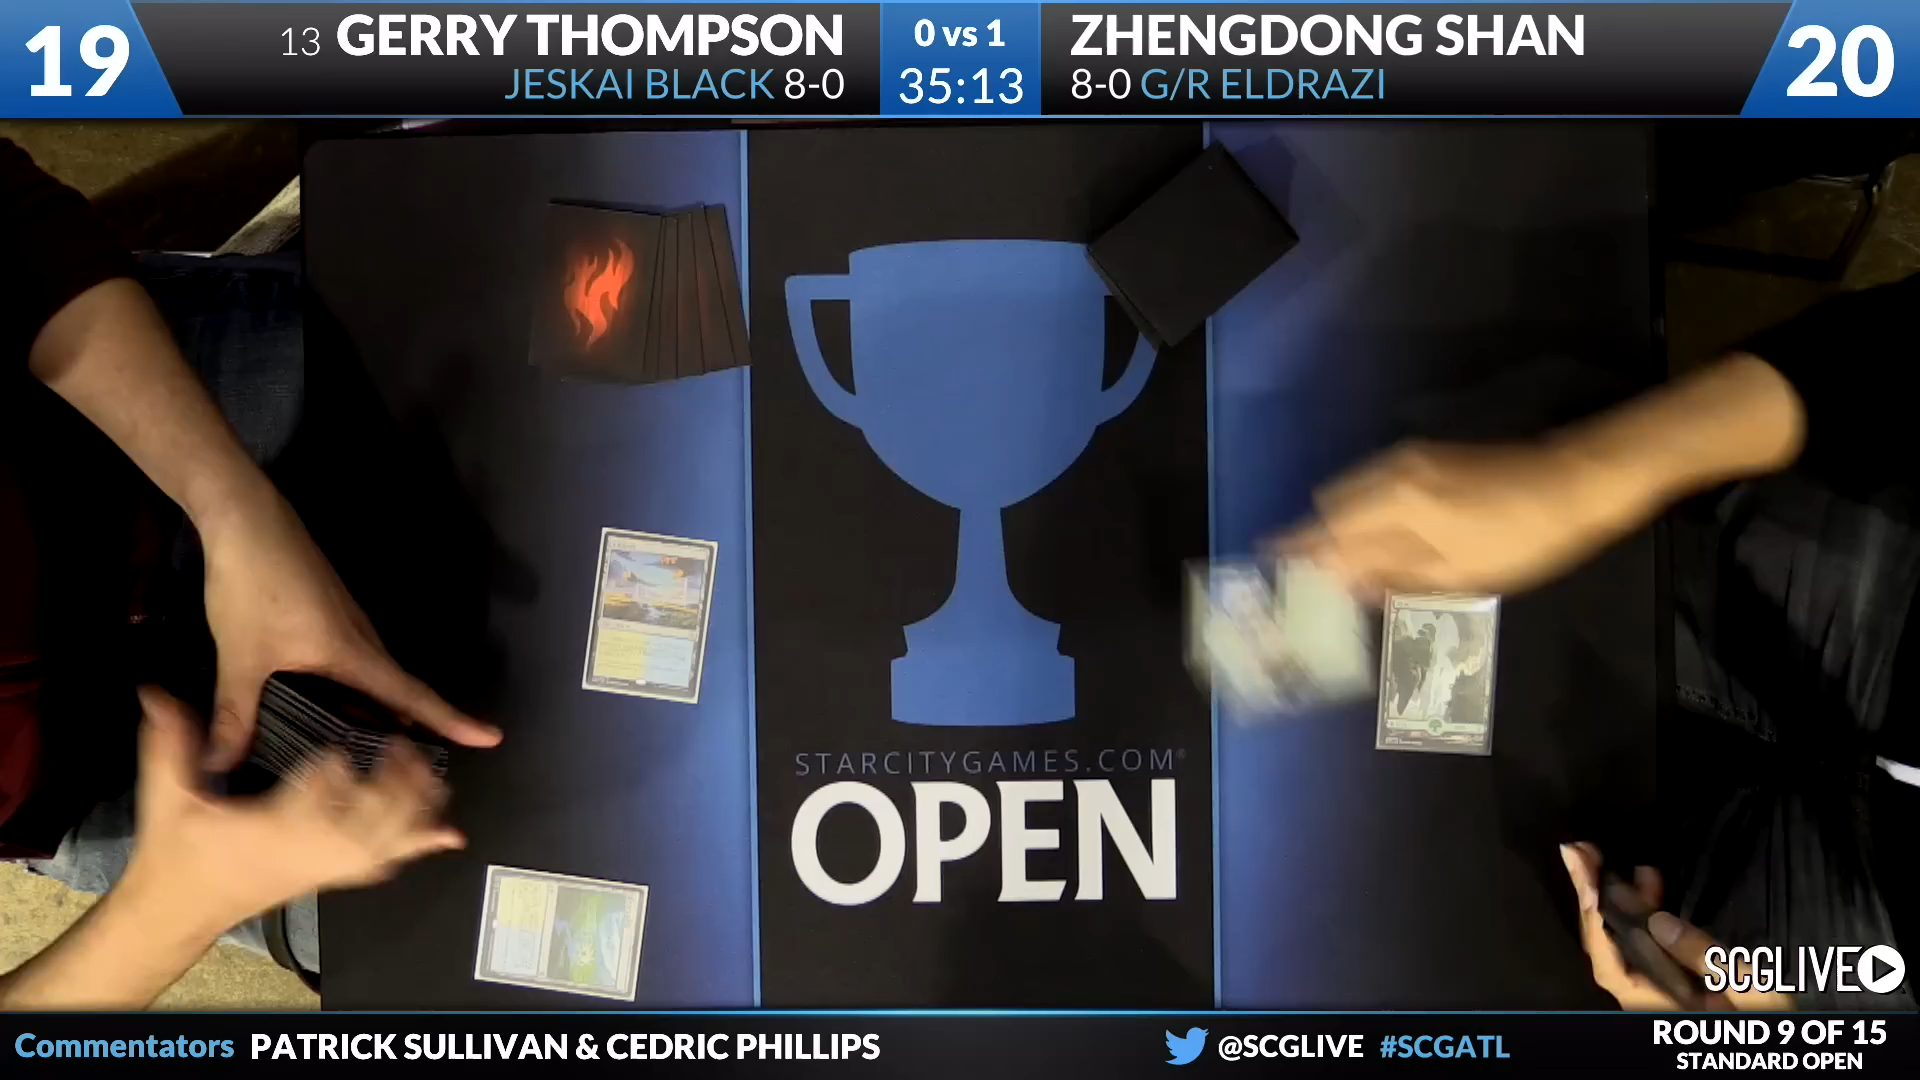 19
13 GERRY THOMPSON
JESKAI BLACK 8-0
0 vs 1
35:13
ZHENGDONG SHAN
8-0 G/R ELDRAZI
20
STARCITYGAMES.COM®
OPEN
SCGLIVE
Commentators PATRICK SULLIVAN & CEDRIC PHILLIPS
@SCGLIVE #SCGATL
ROUND 9 OF 15
STANDARD OPEN